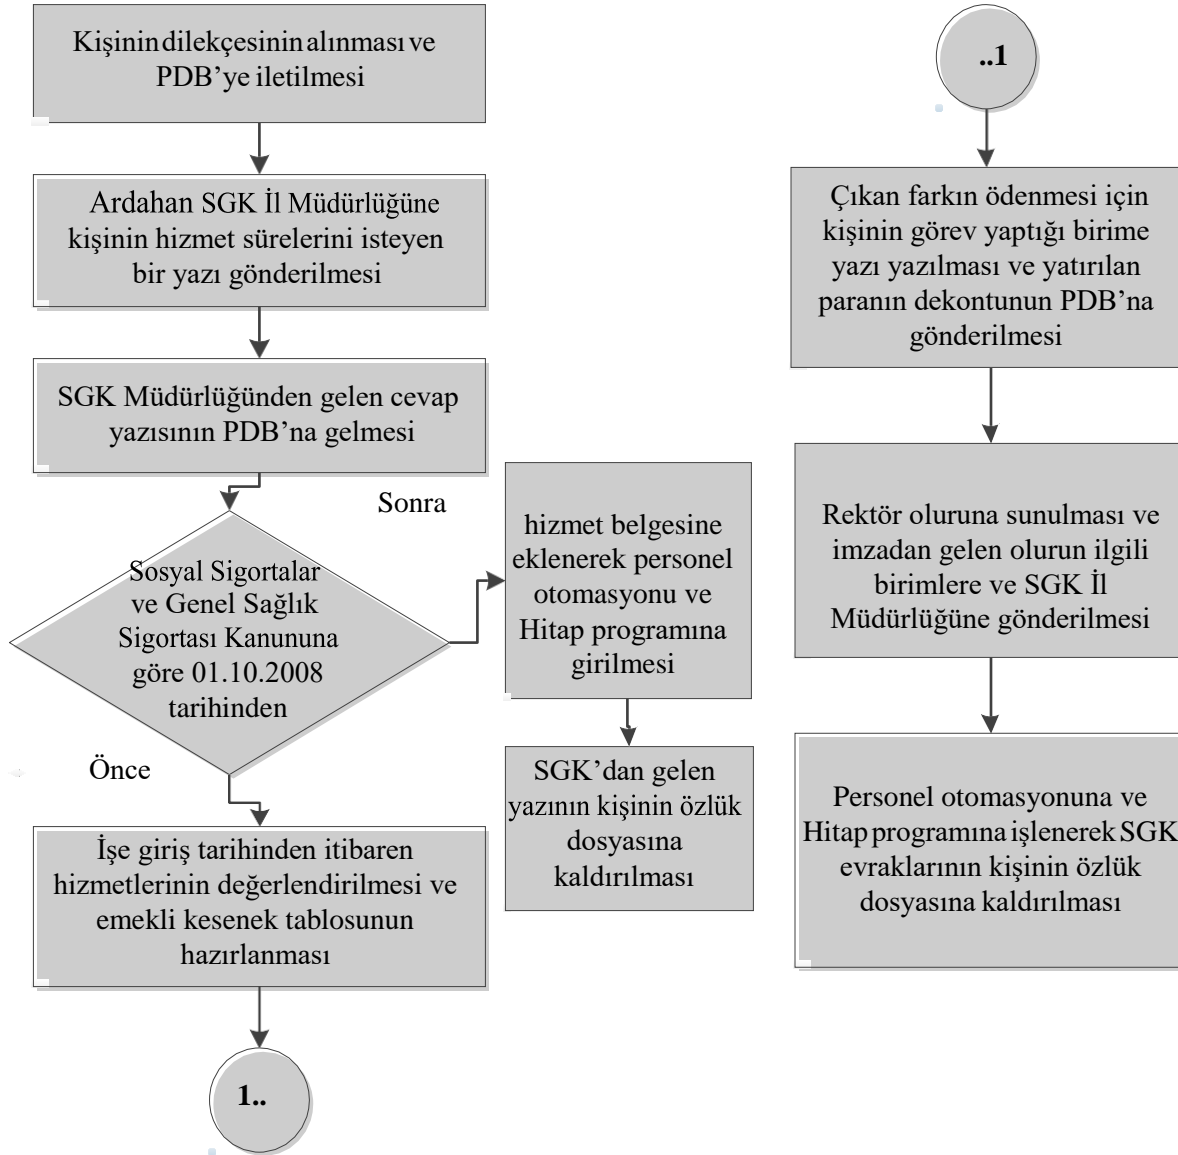 Kişinin dilekçesinin alınması ve
PDB’ye iletilmesi
Ardahan SGK İl Müdürlüğüne
kişinin hizmet sürelerini isteyen
bir yazı gönderilmesi
SGK Müdürlüğünden gelen cevap
yazısının PDB’na gelmesi
Sonra
Sosyal Sigortalar
ve Genel Sağlık
Sigortası Kanununa
göre 01.10.2008
tarihinden
Önce
hizmet belgesine
eklenerek personel
otomasyonu ve
Hitap programına
girilmesi
SGK’dan gelen
yazının kişinin özlük
dosyasına
kaldırılması
İşe giriş tarihinden itibaren
hizmetlerinin değerlendirilmesi ve
emekli kesenek tablosunun
hazırlanması
1..
..1
Çıkan farkın ödenmesi için
kişinin görev yaptığı birime
yazı yazılması ve yatırılan
paranın dekontunun PDB’na
gönderilmesi
Rektör oluruna sunulması ve
imzadan gelen olurun ilgili
birimlere ve SGK İl
Müdürlüğüne gönderilmesi
Personel otomasyonuna ve
Hitap programına işlenerek SGK
evraklarının kişinin özlük
dosyasına kaldırılması